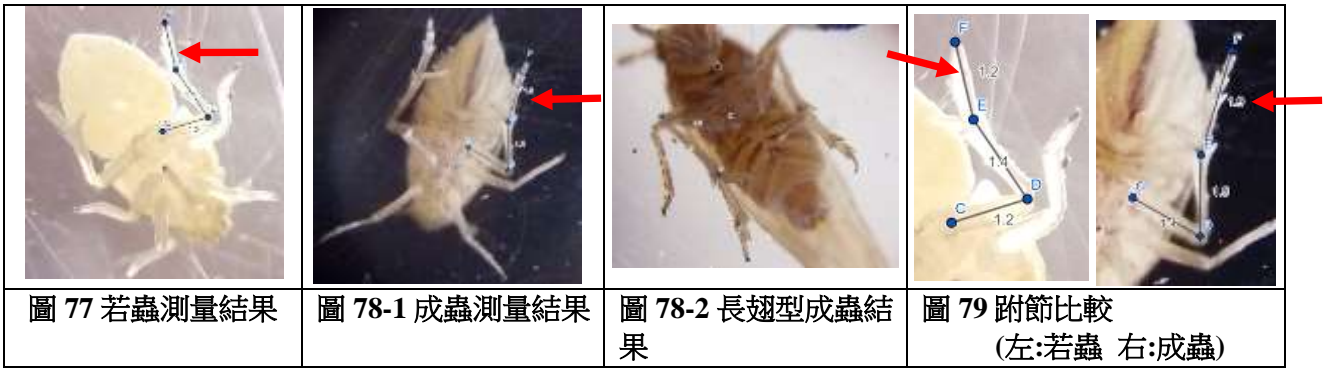 F
1.2
E
1.4
D
C
1.2
圖 77 若蟲測量結果
圖 78-1 成蟲測量結果
圖 78-2 長翅型成蟲結
果
圖 79 跗節比較
(左:若蟲 右:成蟲)